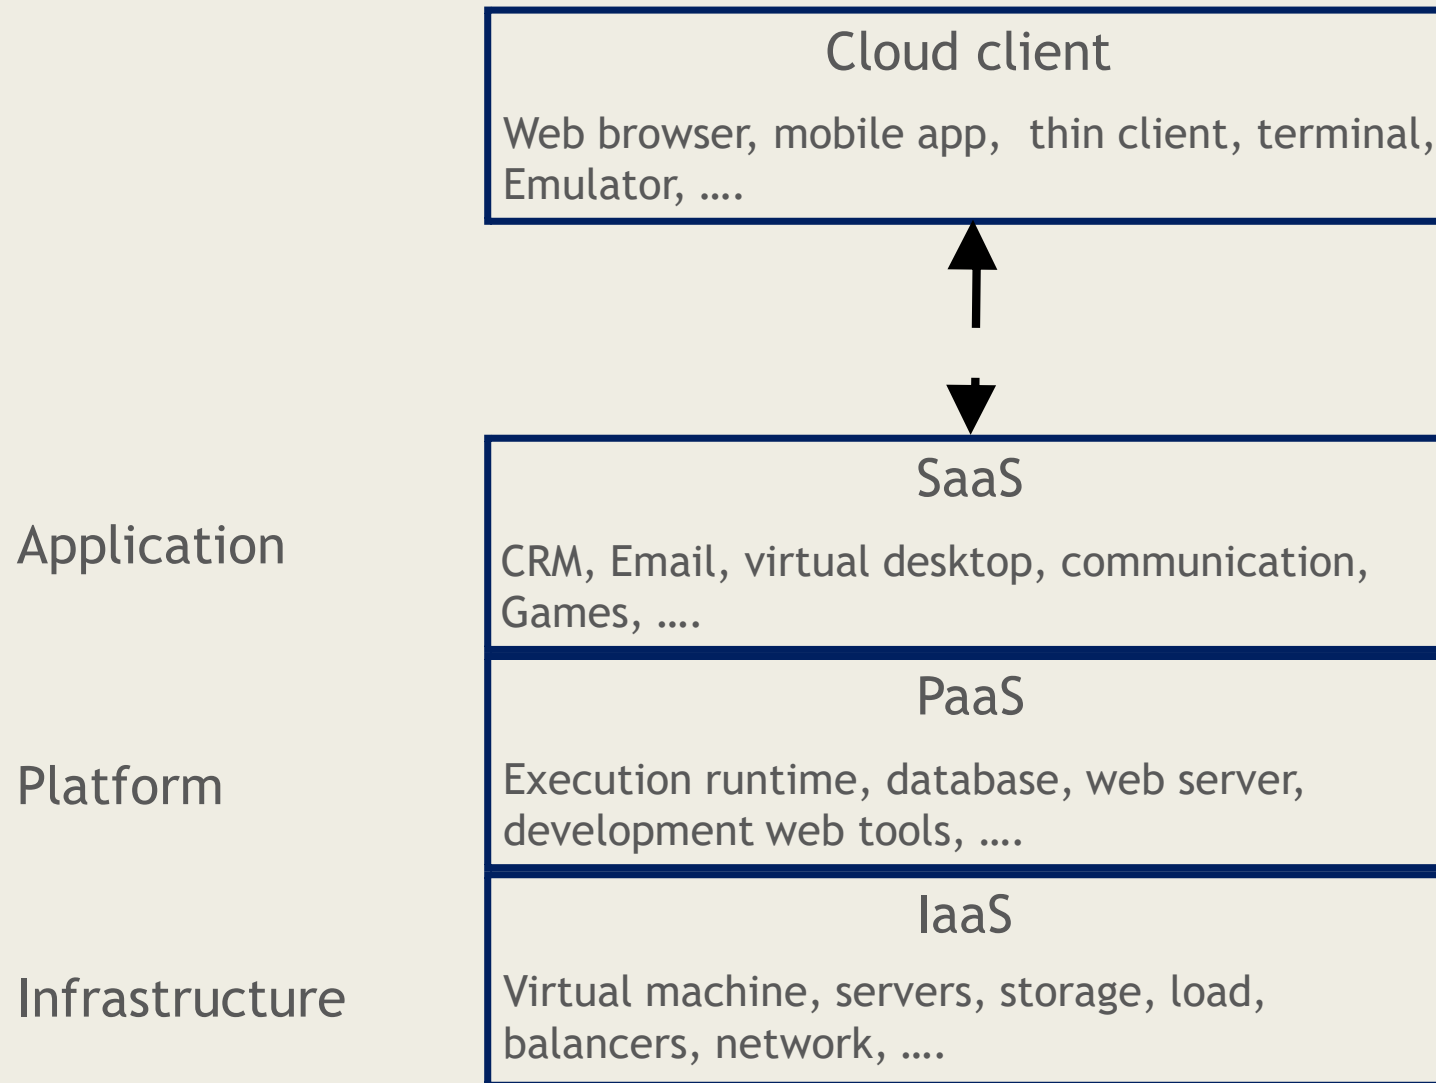 Cloud client
Web browser, mobile app, thin client, terminal,
Emulator, ....
SaaS
Application
CRM, Email, virtual desktop, communication,
Games, ....
PaaS
Platform
Execution runtime, database, web server,
development web tools, ....
IaaS
Infrastructure
Virtual machine, servers, storage, load,
balancers, network, ....